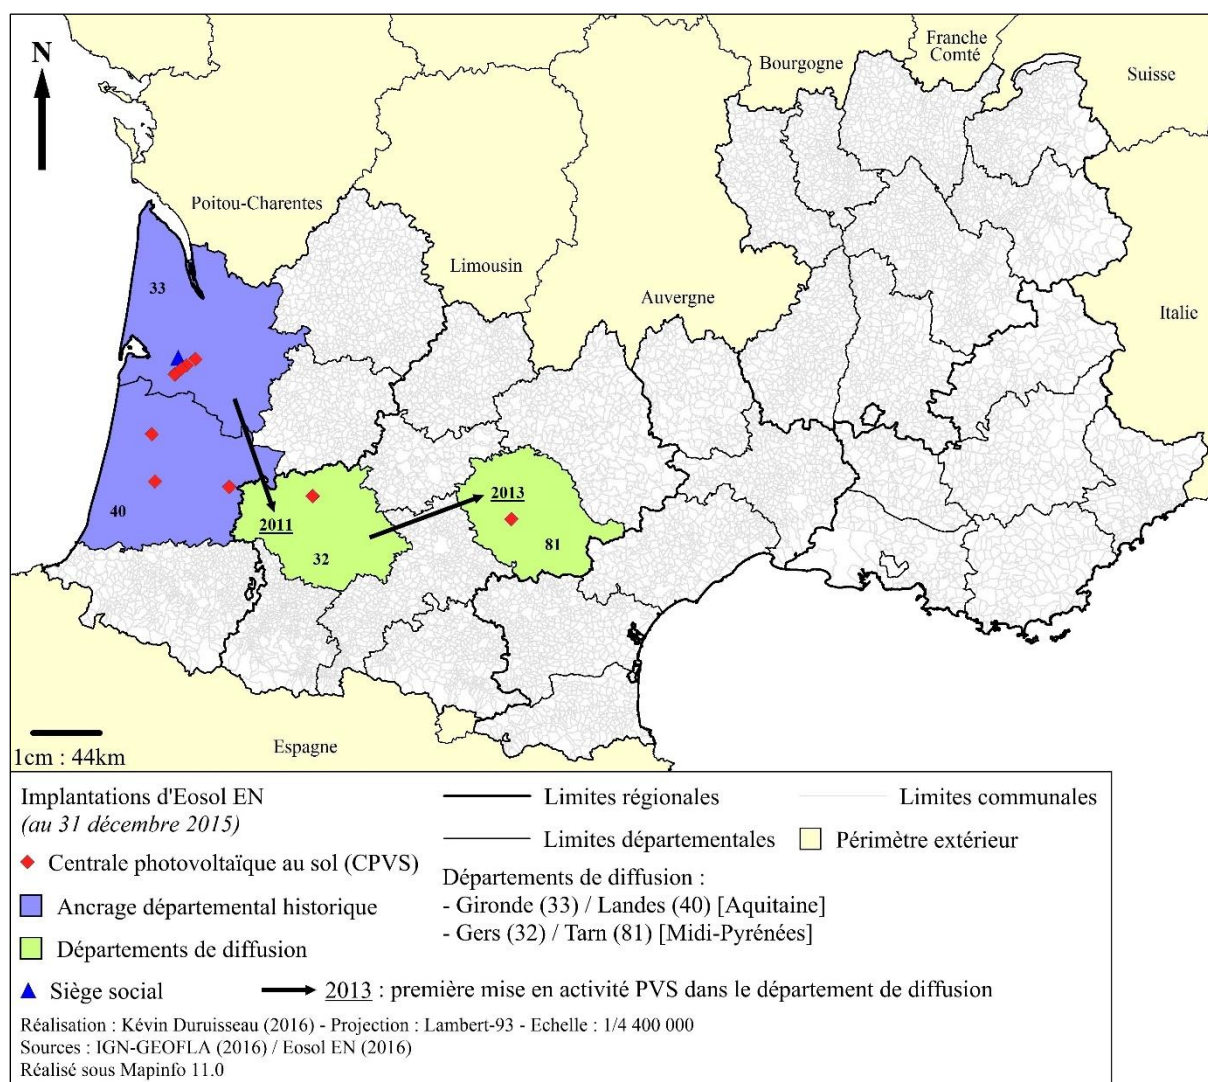 N
Bourgogne
Franche
Comté
Suisse
Poitou-Charentes
Limousin
Auvergne
Italie
33
40
2011
32
2013
81
Espagne
1cm : 44km
Implantations d'Eosol EN
(au 31 décembre 2015)
Centrale photovoltaïque au sol (CPVS)
Ancrage départemental historique
Départements de diffusion
Siège social
Limites régionales
Limites communales
Limites départementales
Périmètre extérieur
Départements de diffusion :
- Gironde (33) / Landes (40) [Aquitaine]
- Gers (32) / Tarn (81) [Midi-Pyrénées]
2013 : première mise en activité PVS dans le département de diffusion
Réalisation : Kévin Duruisseau (2016) - Projection : Lambert-93 - Echelle : 1/4 400 000
Sources : IGN-GEOFLA (2016) / Eosol EN (2016)
Réalisé sous Mapinfo 11.0